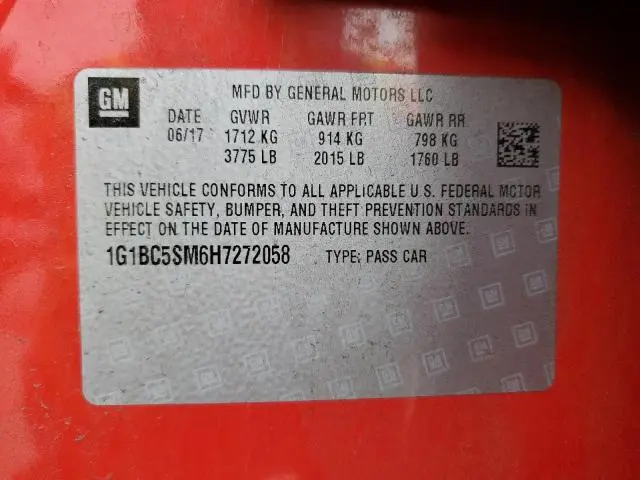 GM
MFD BY GENERAL MOTORS LLC
DATE GVWR GAWR FRT GAWR RR
06/17 1712 KG 914 KG 798 KG
3775 LB 2015 LB 1760 LB
THIS VEHICLE CONFORMS TO ALL APPLICABLE U.S. FEDERAL MOTOR
VEHICLE SAFETY, BUMPER, AND THEFT PREVENTION STANDARDS IN
EFFECT ON THE DATE OF MANUFACTURE SHOWN ABOVE.
1G1BC5SM6H7272058 TYPE: PASS CAR